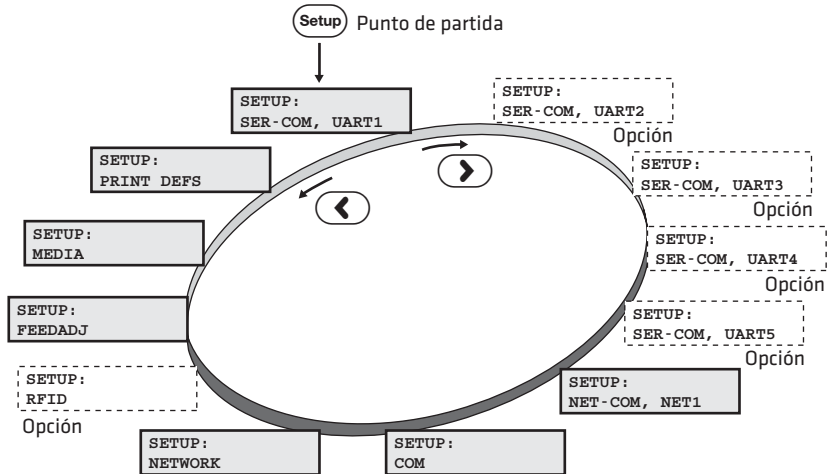 Setup Punto de partida
SETUP:
SER-COM, UART1
SETUP:
SER-COM, UART2
Opción
SETUP:
SER-COM, UART3
Opción
SETUP:
SER-COM, UART4
Opción
SETUP:
SER-COM, UART5
Opción
SETUP:
NET-COM, NET1
SETUP:
COM
SETUP:
NETWORK
SETUP:
RFID
Opción
SETUP:
FEEDADJ
SETUP:
MEDIA
SETUP:
PRINT DEFS